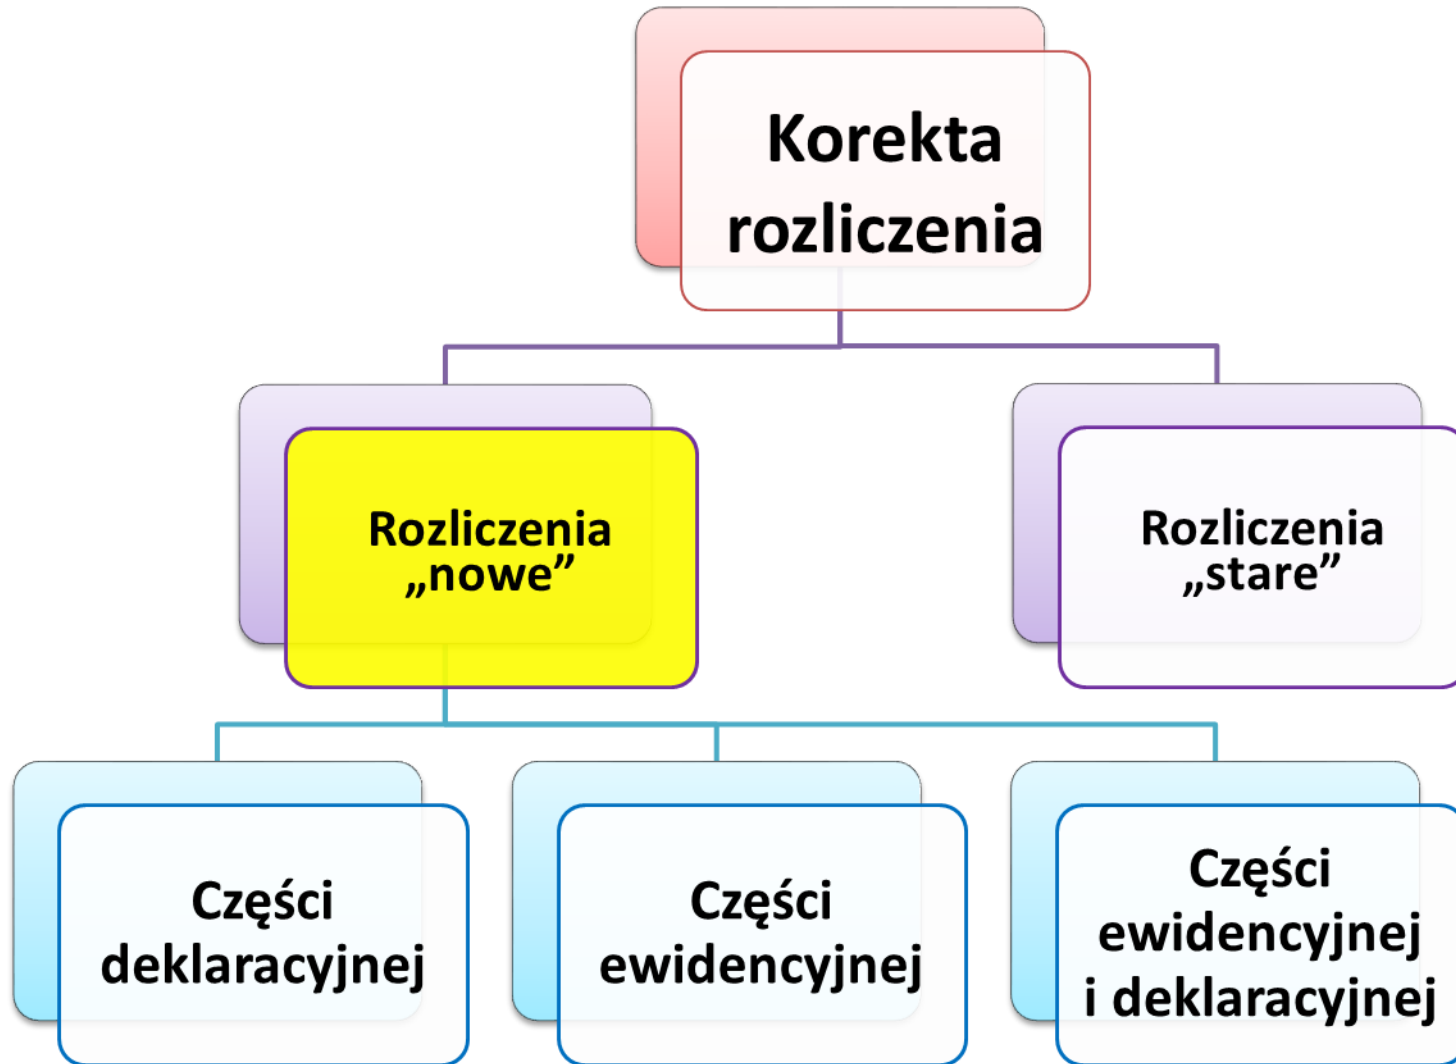 Korekta
rozliczenia
Rozliczenia
„nowe”
Rozliczenia
„stare”
Części
deklaracyjnej
Części
ewidencyjnej
Części
ewidencyjnej
i deklaracyjnej